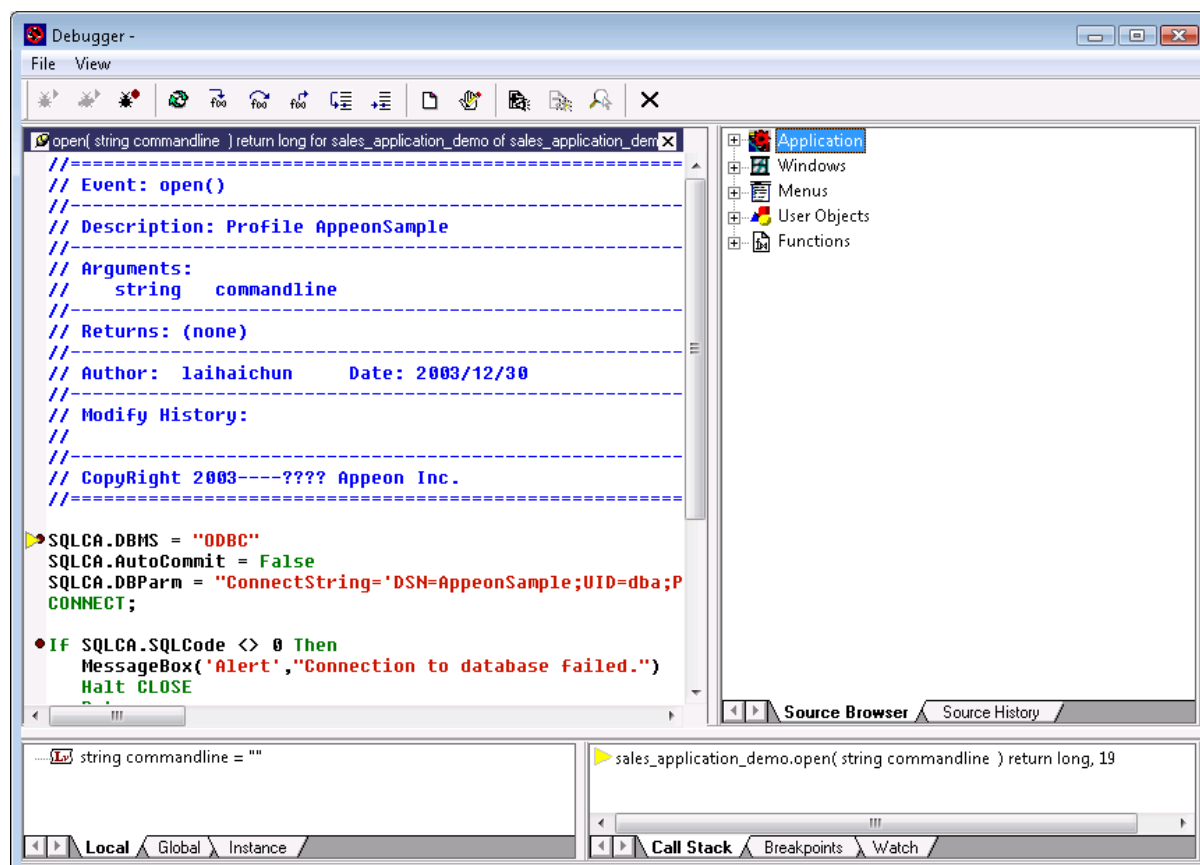 Debugger -
File View
open( string commandline ) return long for sales_application_demo of sales_application_dem
//==========================================================================
// Event: open()
//--------------------------------------------------------------------------
// Description: Profile AppeonSample
//--------------------------------------------------------------------------
// Arguments:
// string commandline
//--------------------------------------------------------------------------
// Returns: (none)
//--------------------------------------------------------------------------
// Author: laihaichun Date: 2003/12/30
//--------------------------------------------------------------------------
// Modify History:
//
//--------------------------------------------------------------------------
// CopyRight 2003----???? Appeon Inc.
//==========================================================================
SQLCA.DBMS = "ODBC"
SQLCA.AutoCommit = False
SQLCA.DBParm = "ConnectString='DSN=AppeonSample;UID=dba;P
CONNECT;
If SQLCA.SQLCode <> 0 Then
MessageBox('Alert',"Connection to database failed.")
Halt CLOSE
Application
Windows
Menus
User Objects
Functions
Source Browser Source History
string commandline = ""
Local Global Instance
sales_application_demo.open( string commandline ) return long, 19
Call Stack Breakpoints Watch